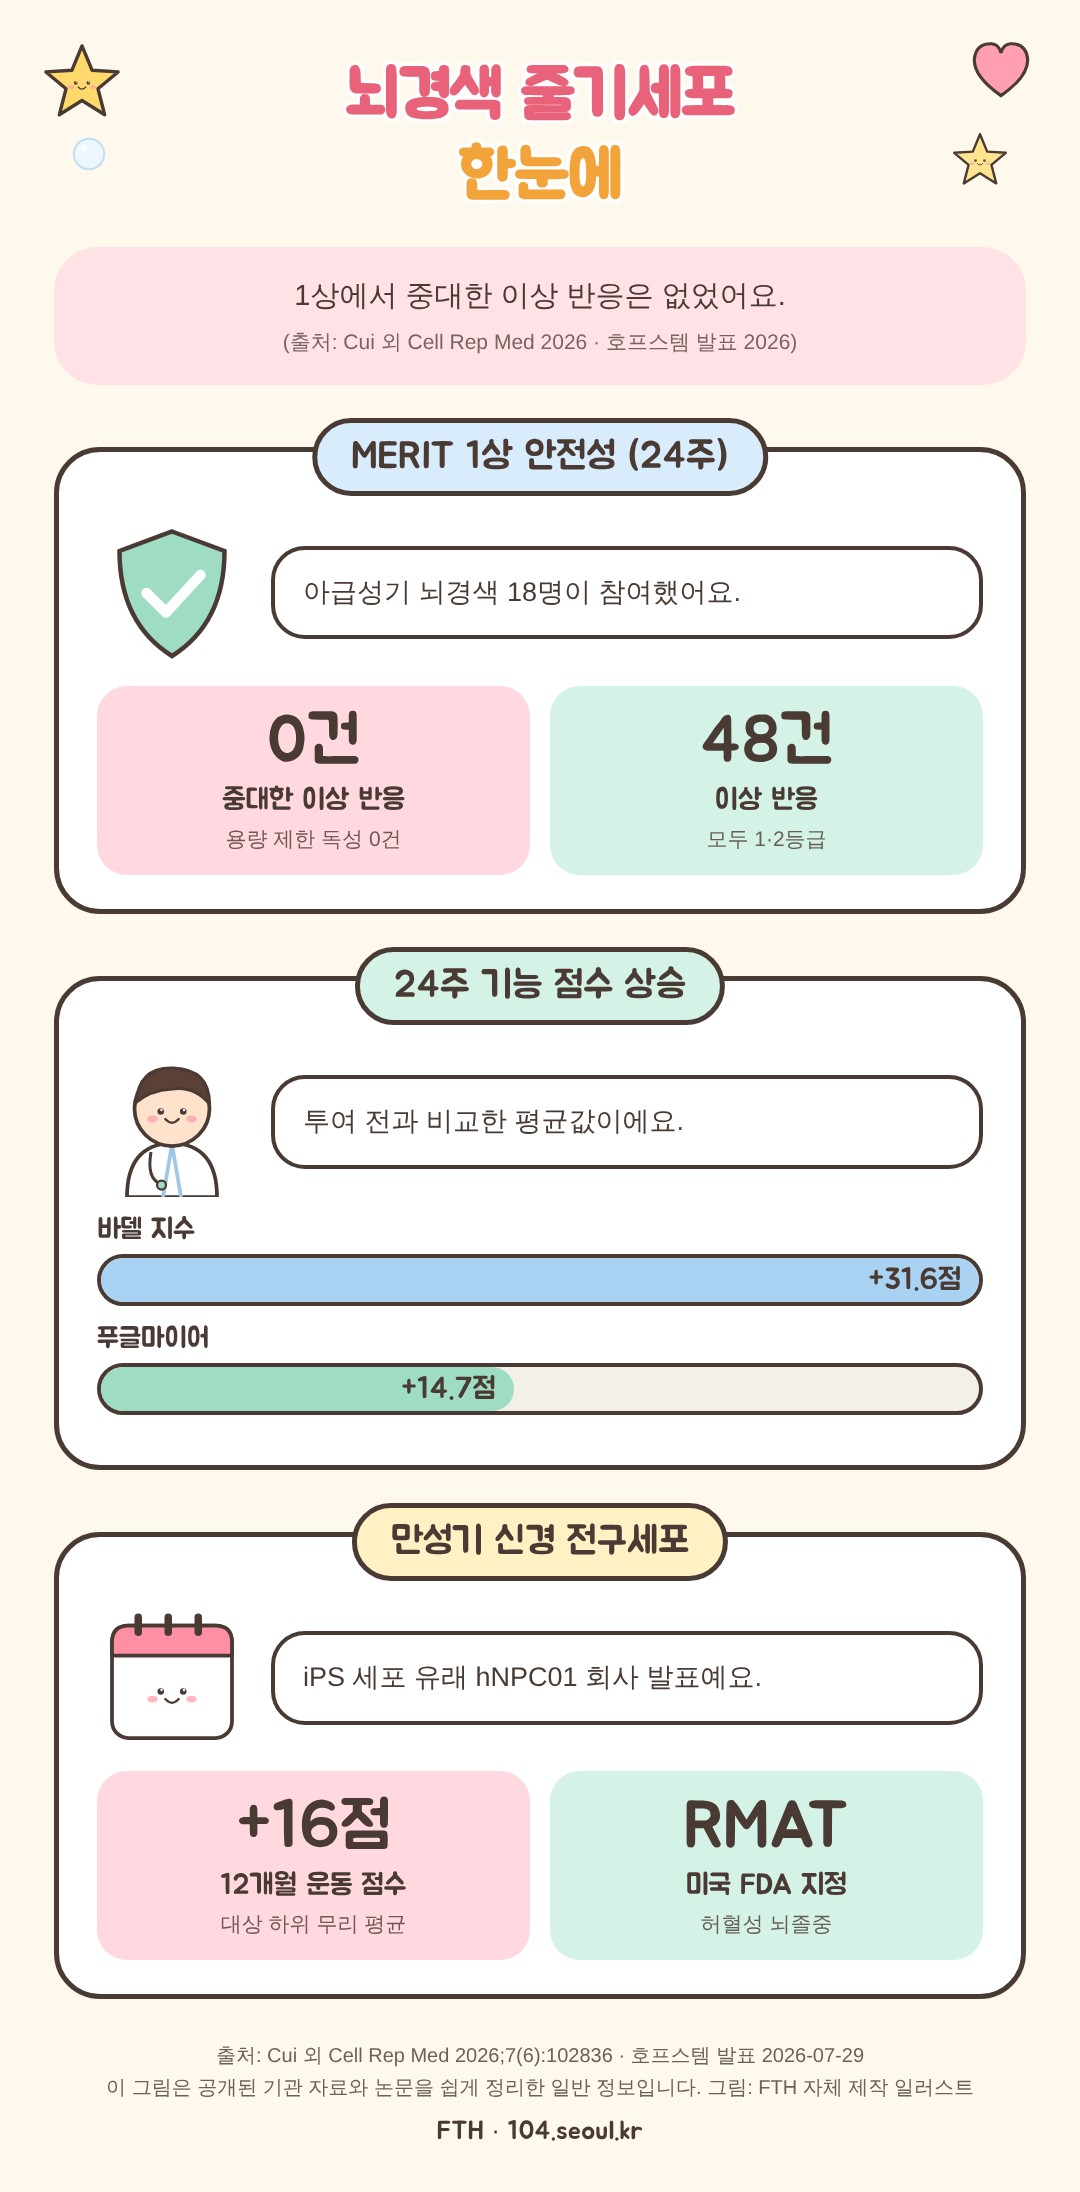 뇌경색 줄기세포
한눈에
1상에서 중대한 이상 반응은 없었어요.
(출처: Cui 외 Cell Rep Med 2026 · 호프스템 발표 2026)
MERIT 1상 안전성 (24주)
아급성기 뇌경색 18명이 참여했어요.
0건
중대한 이상 반응
용량 제한 독성 0건
48건
이상 반응
모두 1·2등급
24주 기능 점수 상승
투여 전과 비교한 평균값이에요.
바델 지수
+31.6점
푸글마이어
+14.7점
만성기 신경 전구세포
iPS 세포 유래 hNPC01 회사 발표예요.
+16점
12개월 운동 점수
대상 하위 무리 평균
RMAT
미국 FDA 지정
허혈성 뇌졸중
출처: Cui 외 Cell Rep Med 2026;7(6):102836 · 호프스템 발표 2026-07-29
이 그림은 공개된 기관 자료와 논문을 쉽게 정리한 일반 정보입니다. 그림: FTH 자체 제작 일러스트
FTH · 104.seoul.kr